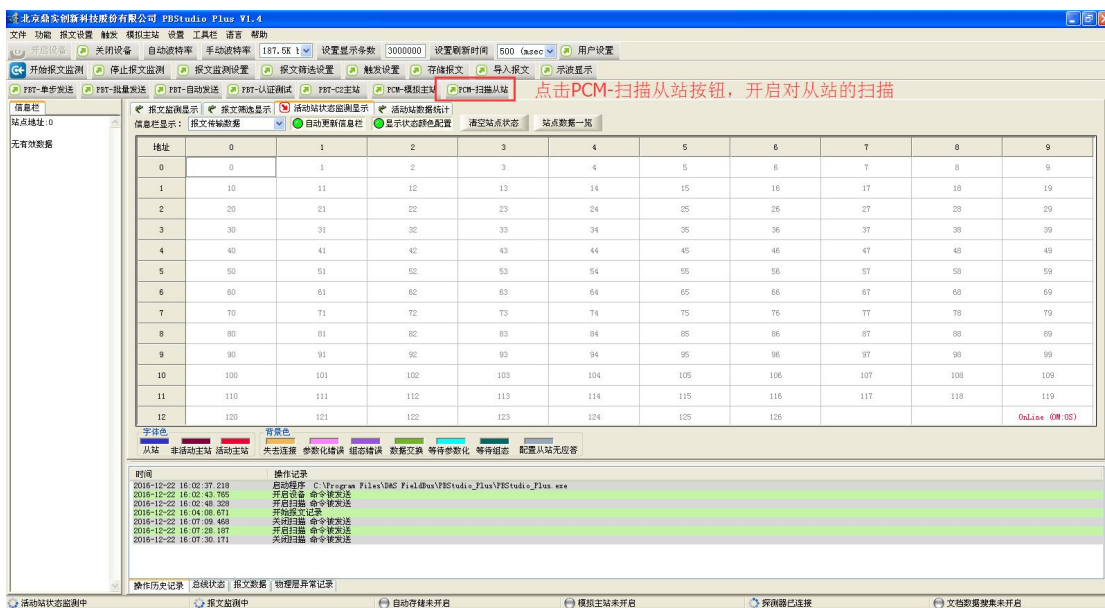 北京鼎实创新科技股份有限公司 PBStudio Plus V1.4
文件 功能 报文设置 触发 模拟主站 设置 工具栏 语言 帮助
开启设备 关闭设备 自动波特率 手动波特率 187.5K 设置显示条数 3000000 设置刷新时间 500 (msec 用户设置
开始报文监测 停止报文监测 报文监测设置 报文筛选设置 触发设置 存储报文 导入报文 示波显示
PBT-单步发送 PBT-批量发送 PBT-自动发送 PBT-认证测试 PBT-C2主站 PCM-模拟主站 PCM-扫描从站 点击PCM-扫描从站按钮，开启对从站的扫描
信息栏 报文监测显示 报文筛选显示 活动站状态监测显示 活动站数据统计
站点地址:0 信息栏显示: 报文传输数据 自动更新信息栏 显示状态颜色配置 清空站点状态 站点数据一览
无有效数据
地址 0 1 2 3 4 5 6 7 8 9
0 0 1 2 3 4 5 6 7 8 9
1 10 11 12 13 14 15 16 17 18 19
2 20 21 22 23 24 25 26 27 28 29
3 30 31 32 33 34 35 36 37 38 39
4 40 41 42 43 44 45 46 47 48 49
5 50 51 52 53 54 55 56 57 58 59
6 60 61 62 63 64 65 66 67 68 69
7 70 71 72 73 74 75 76 77 78 79
8 80 81 82 83 84 85 86 87 88 89
9 90 91 92 93 94 95 96 97 98 99
10 100 101 102 103 104 105 106 107 108 109
11 110 111 112 113 114 115 116 117 118 119
12 120 121 122 123 124 125 126 OnLine (OM:OS)
字体色 背景色
从站 非活动主站 活动主站 失去连接 参数化错误 组态错误 数据交换 等待参数化 等待组态 配置从站无应答
时间 操作记录
2016-12-22 16:02:37.218 启动程序 C:\Program Files\D&S FieldBus\PBStudio_Plus\PBStudio_Plus.exe
2016-12-22 16:02:43.765 开启设备 命令被发送
2016-12-22 16:02:48.328 开启扫描 命令被发送
2016-12-22 16:04:08.671 开始报文记录
2016-12-22 16:07:09.468 关闭扫描 命令被发送
2016-12-22 16:07:28.187 开启扫描 命令被发送
2016-12-22 16:07:30.171 关闭扫描 命令被发送
操作历史记录 总线状态 报文数据 物理层异常记录
活动站状态监测中 报文监测中 自动存储未开启 模拟主站未开启 探测器已连接 文档数据搜集未开启